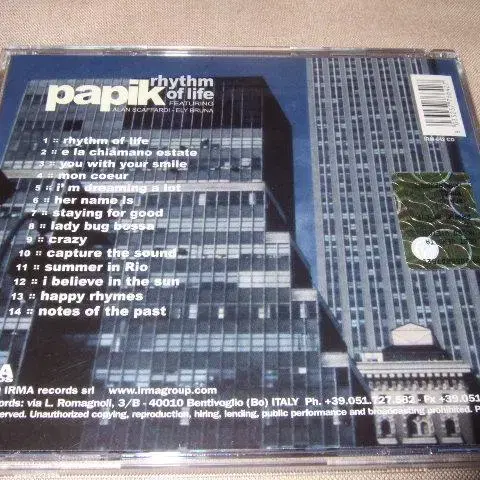 papik rhythm of life
FEATURING
ALAN SCAFFARDI - ELY BRUNA
1 :: rhythm of life
2 :: e la chiamano estate
3 :: you with your smile
4 :: mon coeur
5 :: i'm dreaming a lot
6 :: her name is
7 :: staying for good
8 :: lady bug bossa
9 :: crazy
10 :: capture the sound
11 :: summer in Rio
12 :: i believe in the sun
13 :: happy rhymes
14 :: notes of the past
IRMA records srl www.irmagroup.com
ords: via L. Romagnoli, 3/B - 40010 Bentivoglio (Bo) ITALY Ph. +39.051.727.582 - Fx +39.051
served. Unauthorized copying, reproduction, hiring, lending, public performance and broadcasting prohibited. P